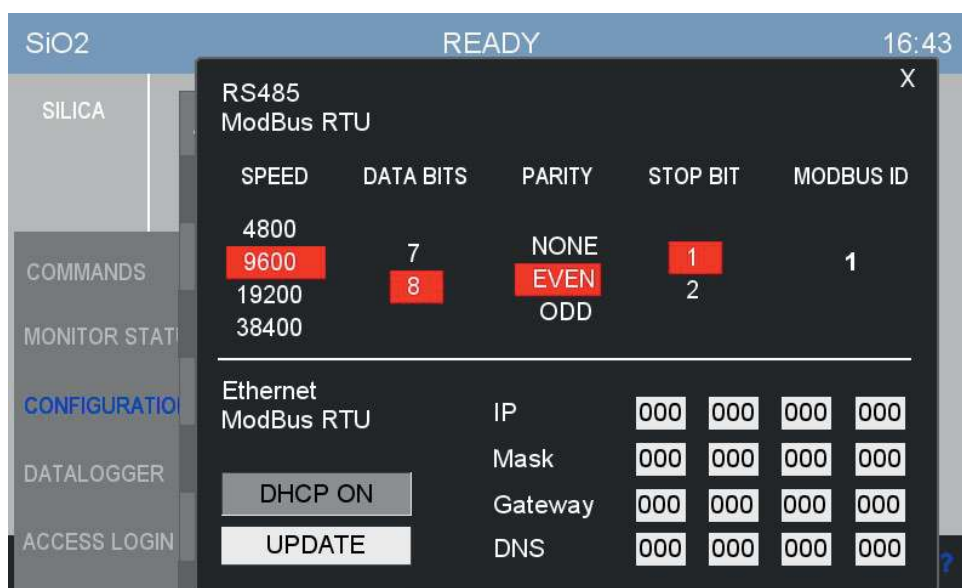 SiO2 READY 16:43
SILICA
X
RS485
ModBus RTU
SPEED DATA BITS PARITY STOP BIT MODBUS ID
4800
9600
19200
38400
7
8
NONE
EVEN
ODD
1
2
1
COMMANDS
MONITOR STAT
CONFIGURATIO
DATALOGGER
ACCESS LOGIN
Ethernet
ModBus RTU
DHCP ON
UPDATE
IP 000 000 000 000
Mask 000 000 000 000
Gateway 000 000 000 000
DNS 000 000 000 000
?